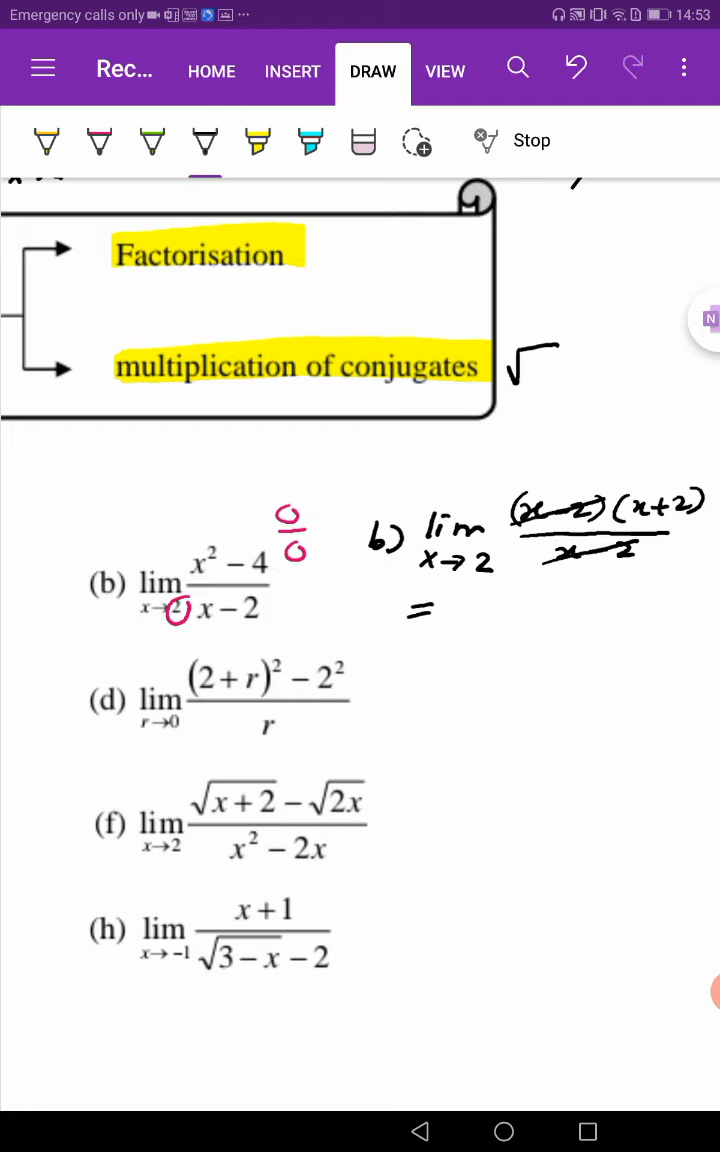 Emergency calls only ... 14:53
Rec... HOME INSERT DRAW VIEW
Stop
Factorisation
multiplication of conjugates √
(b) lim x→2 (x² − 4)/(x − 2) 0/0
b) lim x→2 (x-2)(x+2)/(x-2)
=
(d) lim r→0 ((2+r)² − 2²)/r
(f) lim x→2 (√(x+2) − √(2x))/(x² − 2x)
(h) lim x→−1 (x+1)/(√(3−x) − 2)
N